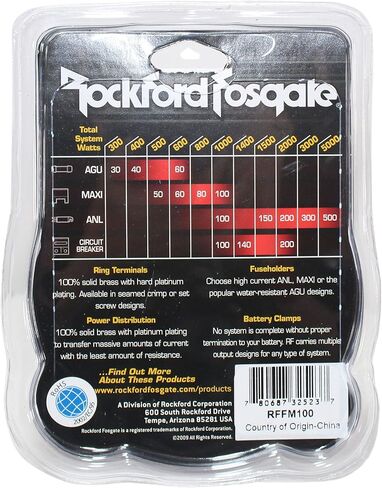 Rockford Fosgate
Total System Watts 300 400 500 600 800 1000 1400 1500 2000 3000 5000
AGU 30 40 60
MAXI 50 60 80 100
ANL 100 150 200 300 500
CIRCUIT BREAKER 100 140 200
Ring Terminals
100% solid brass with hard platinum
plating. Available in seamed crimp or set
screw designs.
Fuseholders
Choose high current ANL, MAXI or the
popular water-resistant AGU designs.
Power Distribution
100% solid brass with platinum plating
to transfer massive amounts of current
with the least amount of resistance.
Battery Clamps
No system is complete without proper
termination to your battery. RF carries multiple
output designs for any type of system.
...Find Out More
About These Products
www.rockfordfosgate.com/products
RoHS
2002/95/EC
A Division of Rockford Corporation
600 South Rockford Drive
Tempe, Arizona 85281 USA
Rockford Fosgate is a registered trademark of Rockford Corporation.
©2009 All Rights Reserved.
7 80687 32523 7
RFFM100
Country of Origin-China